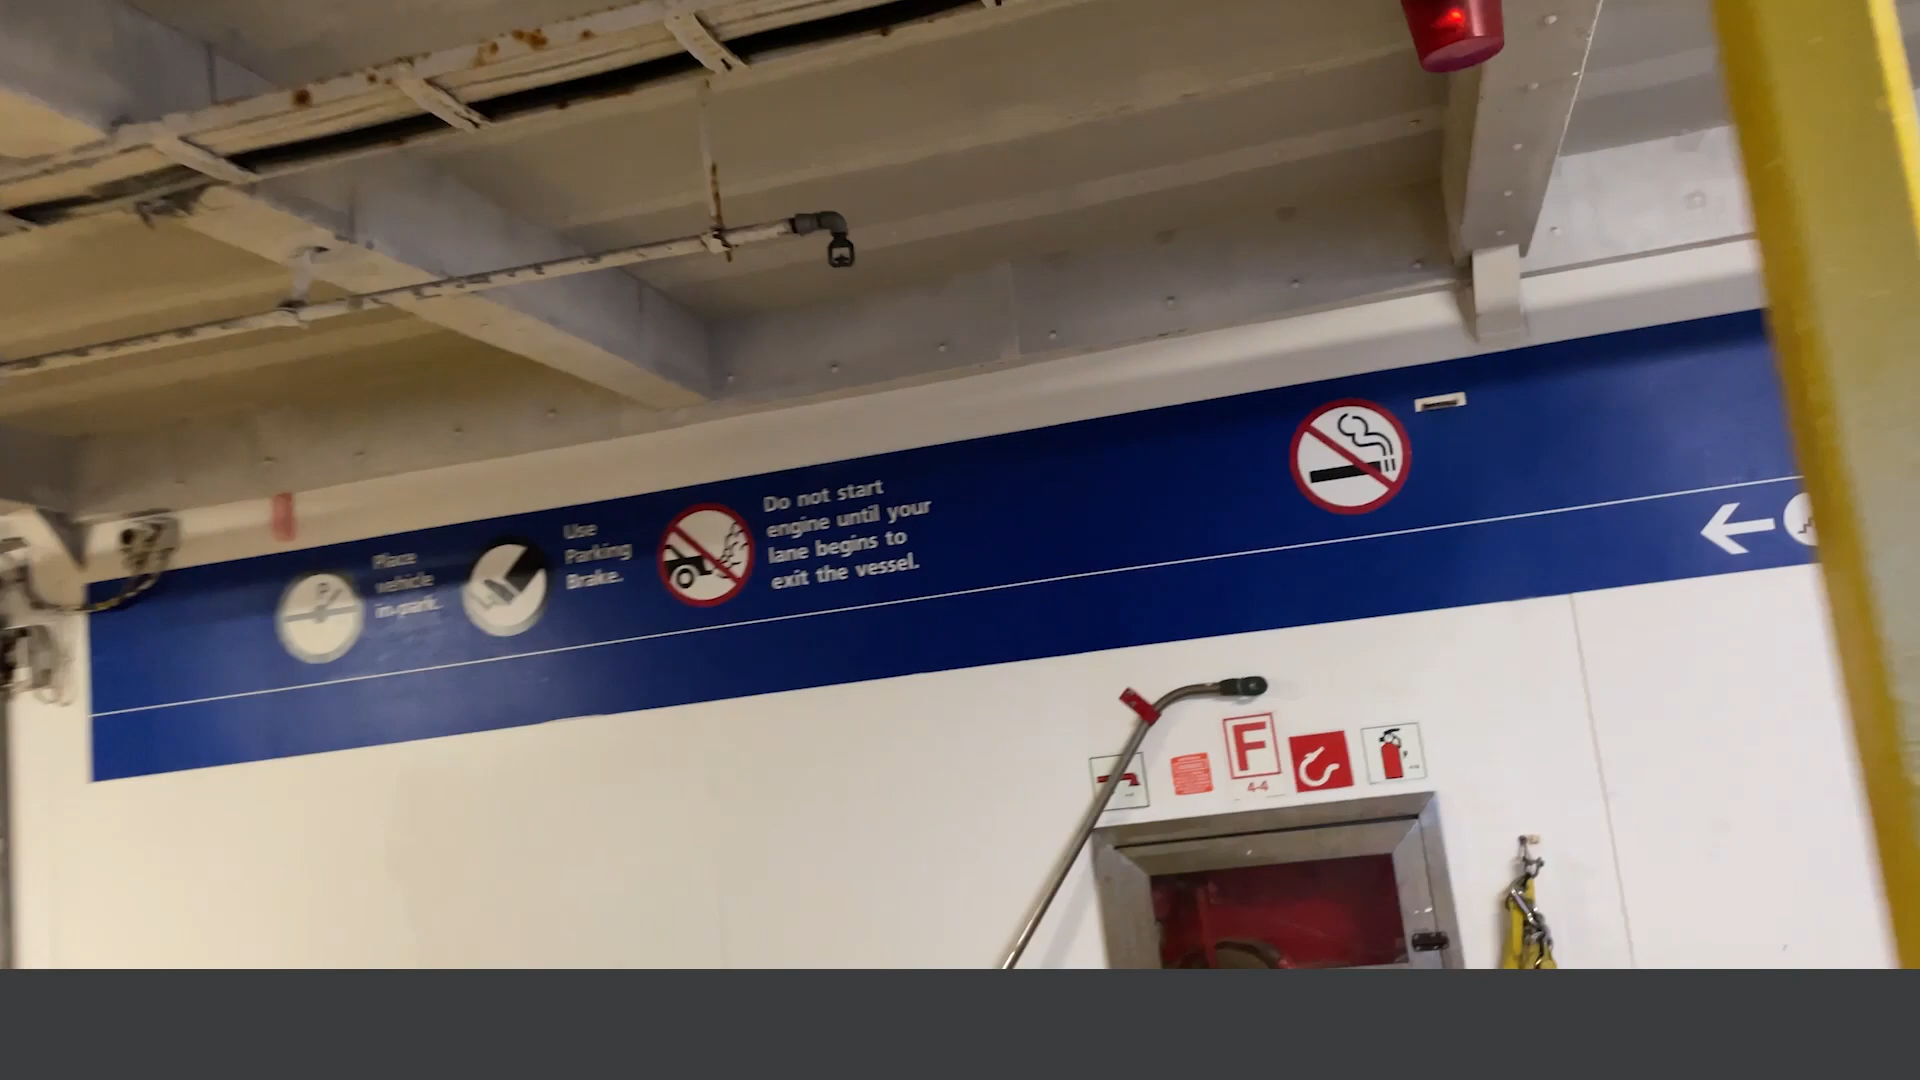 Place
vehicle
in park.
Use
Parking
Brake.
Do not start
engine until your
lane begins to
exit the vessel.
F
4-4